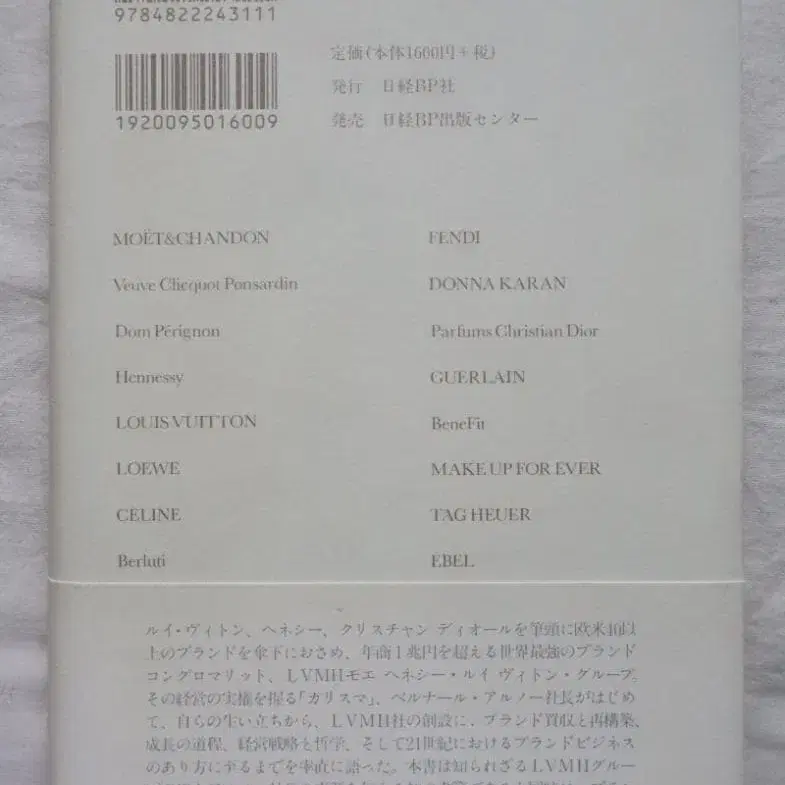 9784822243111
1920095016009
定価(本体1600円+税)
発行 日経BP社
発売 日経BP出版センター
MOËT&CHANDON
Veuve Clicquot Ponsardin
Dom Pérignon
Hennessy
LOUIS VUITTON
LOEWE
CELINE
Berluti
FENDI
DONNA KARAN
Parfums Christian Dior
GUERLAIN
BeneFit
MAKE UP FOR EVER
TAG HEUER
EBEL
ルイ・ヴィトン、ヘネシー、クリスチャン ディオールを筆頭に欧米40以
上のブランドを傘下におさめ、年商1兆円を超える世界最強のブランド
コングロマリット、LVMHモエ ヘネシー・ルイ ヴィトン・グループ。
その経営の実権を握る「カリスマ」、ベルナール・アルノー社長がはじめ
て、自らの生い立ちから、LVMH社の創設に、ブランド買収と再構築、
成長の道程、経営戦略と哲学、そして21世紀におけるブランドビジネス
のあり方にするまでを率直に語った。本書は知られざるLVMHグルー